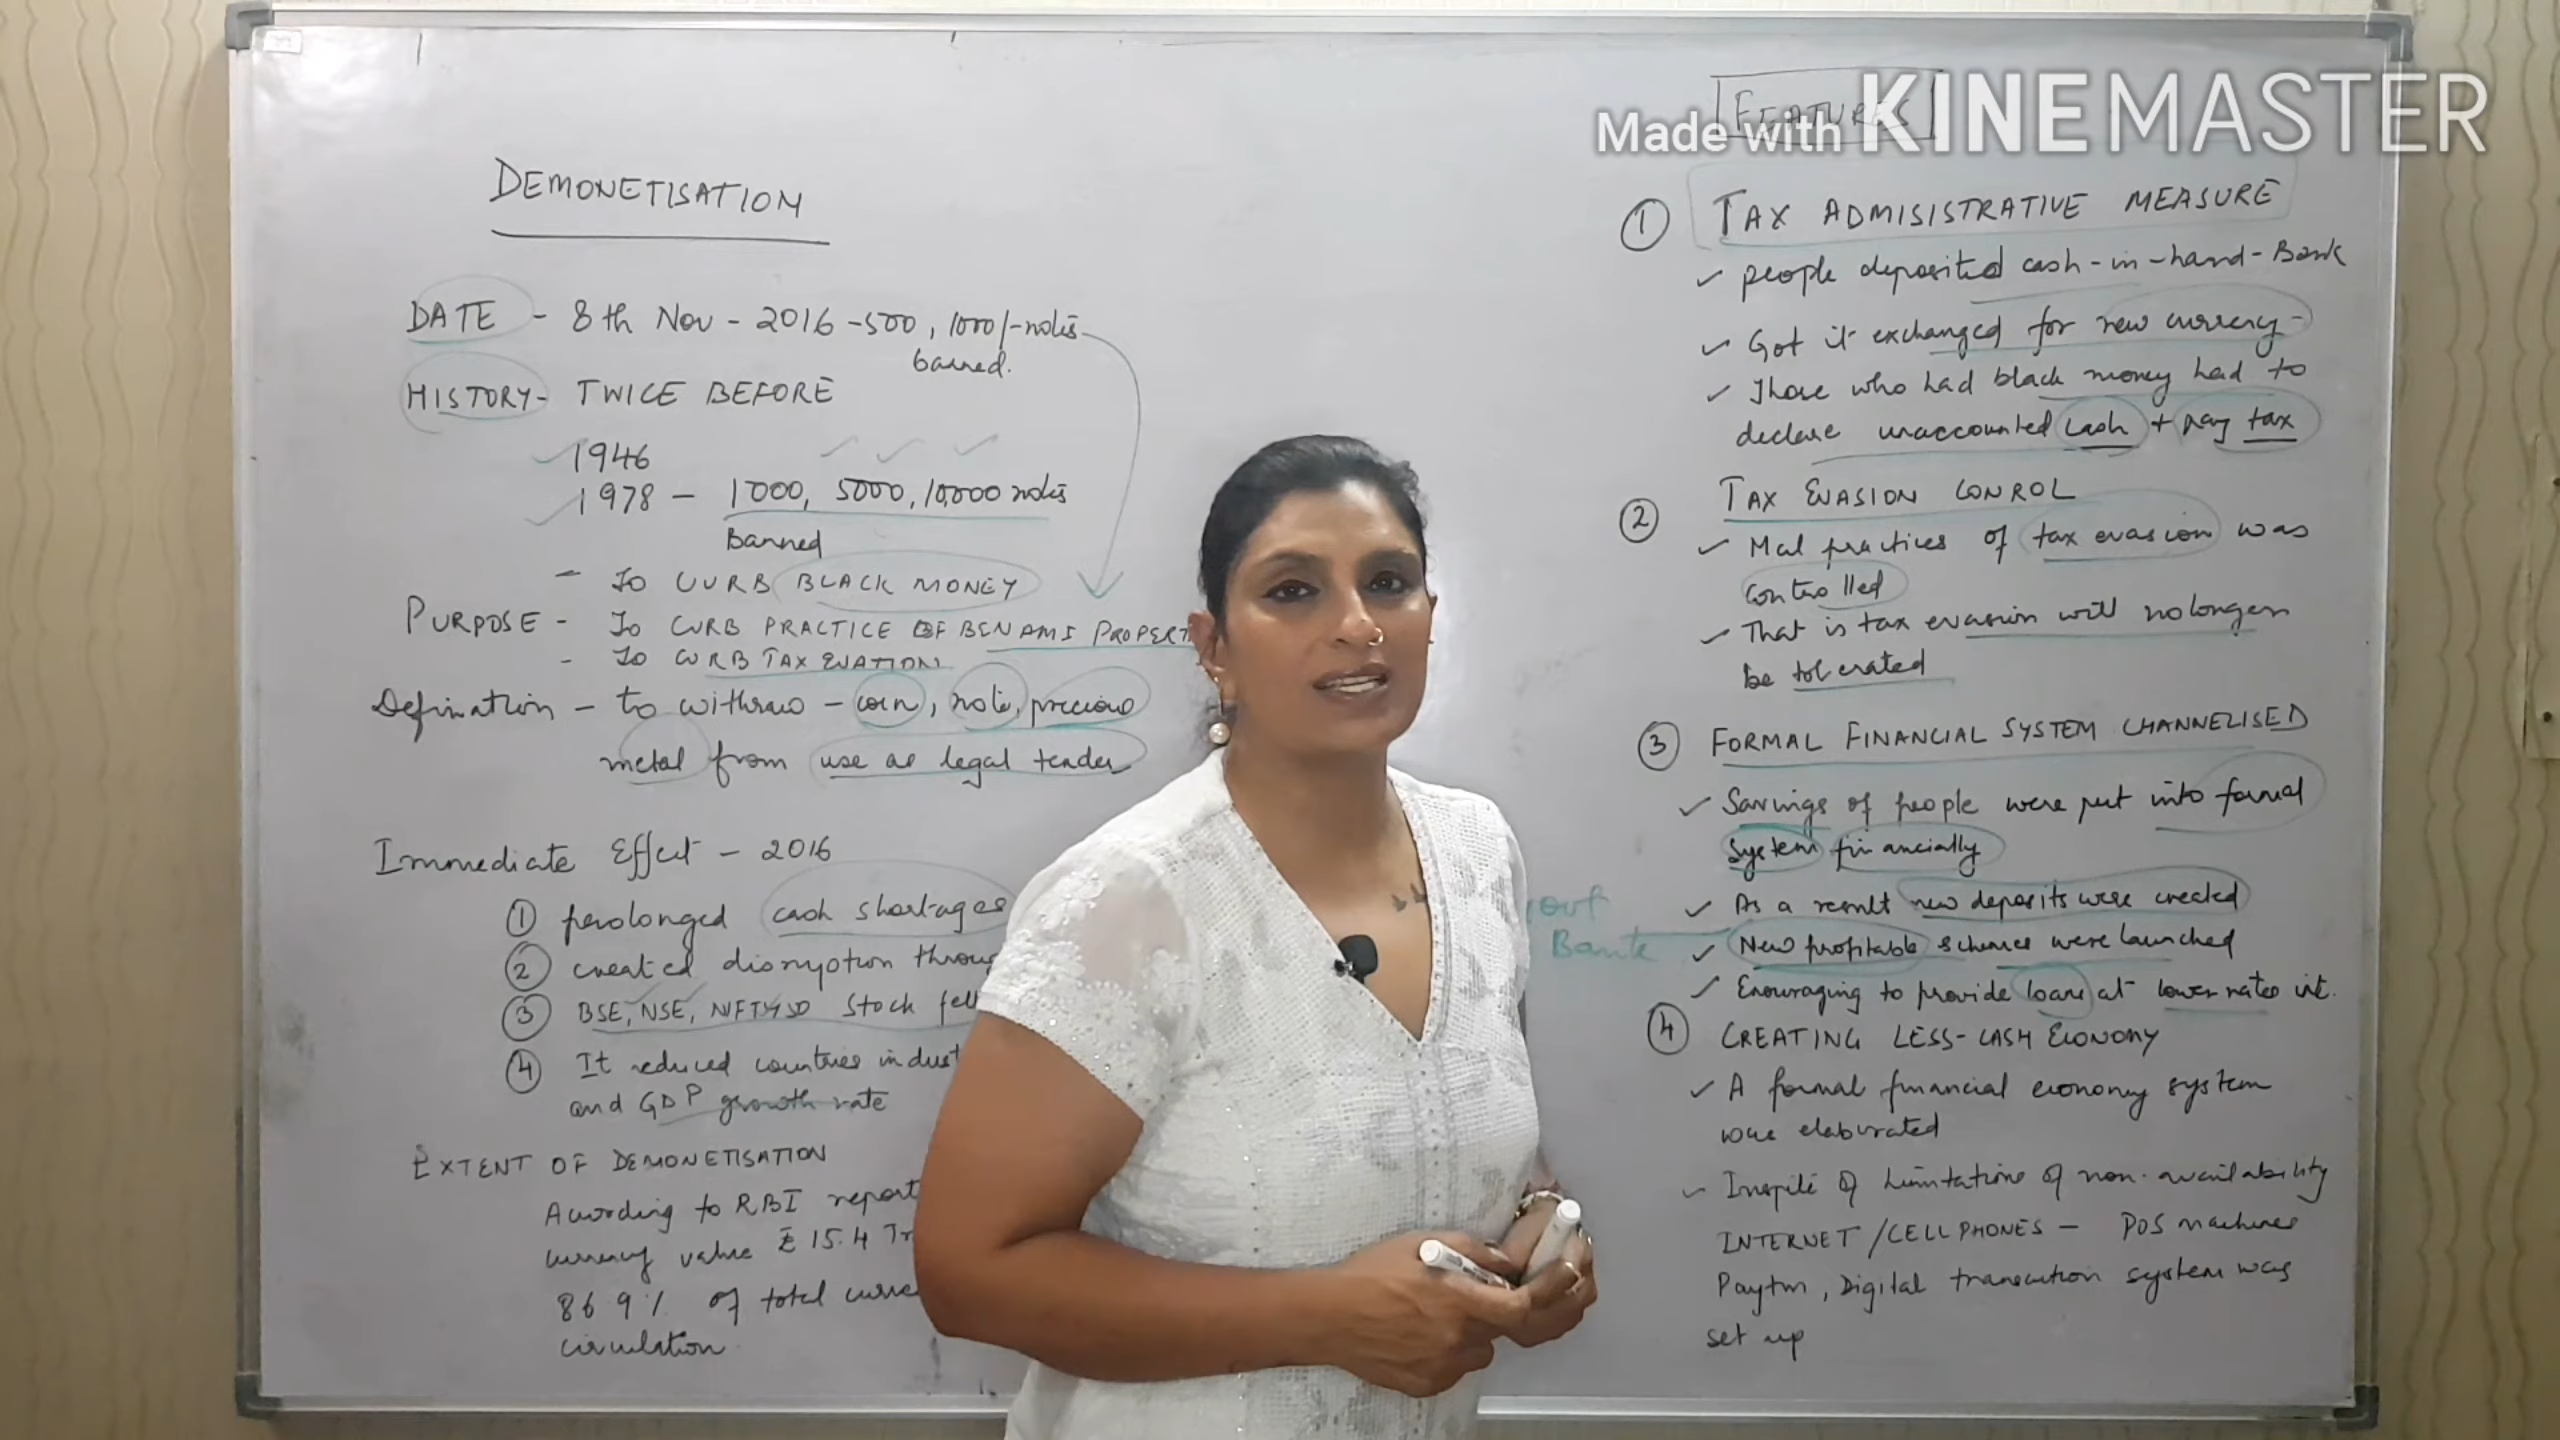 DEMONETISATION
DATE - 8th Nov - 2016 - 500, 1000/- notes
banned.
HISTORY - TWICE BEFORE
1946
1978 - 1000, 5000, 10,000 notes
Banned
- To CURB BLACK MONEY
PURPOSE - To CURB PRACTICE OF BENAMI PROPERT
- To CURB TAX EVATION
Defination - to withraw - coin, note, precious
metal from use as legal tender
Immediate Effect - 2016
① prolonged cash shortages
② created disruption throug
③ BSE, NSE, NIFTY 50 Stock fell
④ It reduced countries indust
and GDP growth rate
EXTENT OF DEMONETISATION
According to RBI report
currency value ₹ 15.4 Tr
86.9% of total curre
circulation
FEATURES
Made with KINEMASTER
① TAX ADMISISTRATIVE MEASURE
✓ people deposited cash-in-hand-Bank
✓ Got it exchanged for new currency -
✓ Those who had black money had to
declare unaccounted cash + pay tax
② TAX EVASION CONROL
✓ Mal practices of tax evasion was
controlled
✓ That is tax evasion will no longer
be tolerated
③ FORMAL FINANCIAL SYSTEM CHANNELISED
✓ Savings of people were put into formal
system financially
✓ As a result new deposits were created
✓ New profitable schemes were launched
✓ Encouraging to provide loans at lower rates int.
Bank
④ CREATING LESS-CASH ECONOMY
✓ A formal financial economy system
was elaborated
✓ Inspite of limitations of non-availability
INTERNET / CELLPHONES - POS machines
Paytm, Digital transaction system was
set up